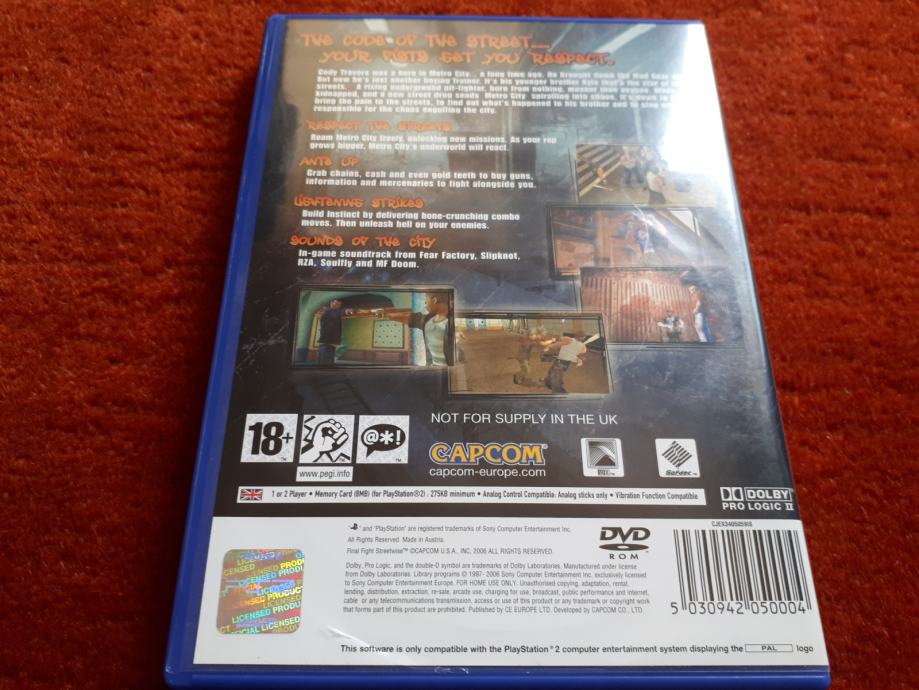 THE CODE OF THE STREET...
YOUR FISTS GET YOU RESPECT.
Cody Travers was a hero in Metro City... a long time ago. He brought down the Mad Gear
But now he's just another boxing trainer. It's his younger brother Kyle that's the star of the
streets. A rising underground pit-fighter, born from nothing, meaner than anyone.
kidnapped, and a new street drug sends Metro City spiralling into chaos. It's down to
bring the pain to the streets, to find out what's happened to his brother and to stop
responsible for the chaos engulfing the city.
RESPECT THE STREETS
Roam Metro City freely, unlocking new missions. As your rep
grows bigger, Metro City's underworld will react.
ANTE UP
Grab chains, cash and even gold teeth to buy guns,
information and mercenaries to fight alongside you.
LIGHTENING STRIKES
Build Instinct by delivering bone-crunching combo
moves. Then unleash hell on your enemies.
SOUNDS OF THE CITY
In-game soundtrack from Fear Factory, Slipknot,
RZA, Soulfly and MF Doom.
NOT FOR SUPPLY IN THE UK
18+
@*!
www.pegi.info
CAPCOM
capcom-europe.com
Sofdec
1 or 2 Player • Memory Card (8MB) (for PlayStation®2) : 275KB minimum • Analog Control Compatible: Analog sticks only • Vibration Function Compatible
DOLBY
PRO LOGIC II
"PS" and "PlayStation" are registered trademarks of Sony Computer Entertainment Inc.
All Rights Reserved. Made in Austria.
Final Fight Streetwise™ ©CAPCOM U.S.A., INC. 2006 ALL RIGHTS RESERVED.
Dolby, Pro Logic, and the double-D symbol are trademarks of Dolby Laboratories. Manufactured under license
from Dolby Laboratories. Library programs © 1997-2006 Sony Computer Entertainment Inc, exclusively licensed
to Sony Computer Entertainment Europe. FOR HOME USE ONLY. Unauthorised copying, adaptation, rental,
lending, distribution, extraction, re-sale, arcade use, charging for use, broadcast, public performance and internet,
cable or any telecommunications transmission, access or use of this product or any trademark or copyright work
that forms part of this product are prohibited. Published by CE EUROPE LTD. Developed by CAPCOM CO., LTD.
DVD
ROM
5 030942 050004
LICENSED PRODUCT
This software is only compatible with the PlayStation®2 computer entertainment system displaying the PAL logo